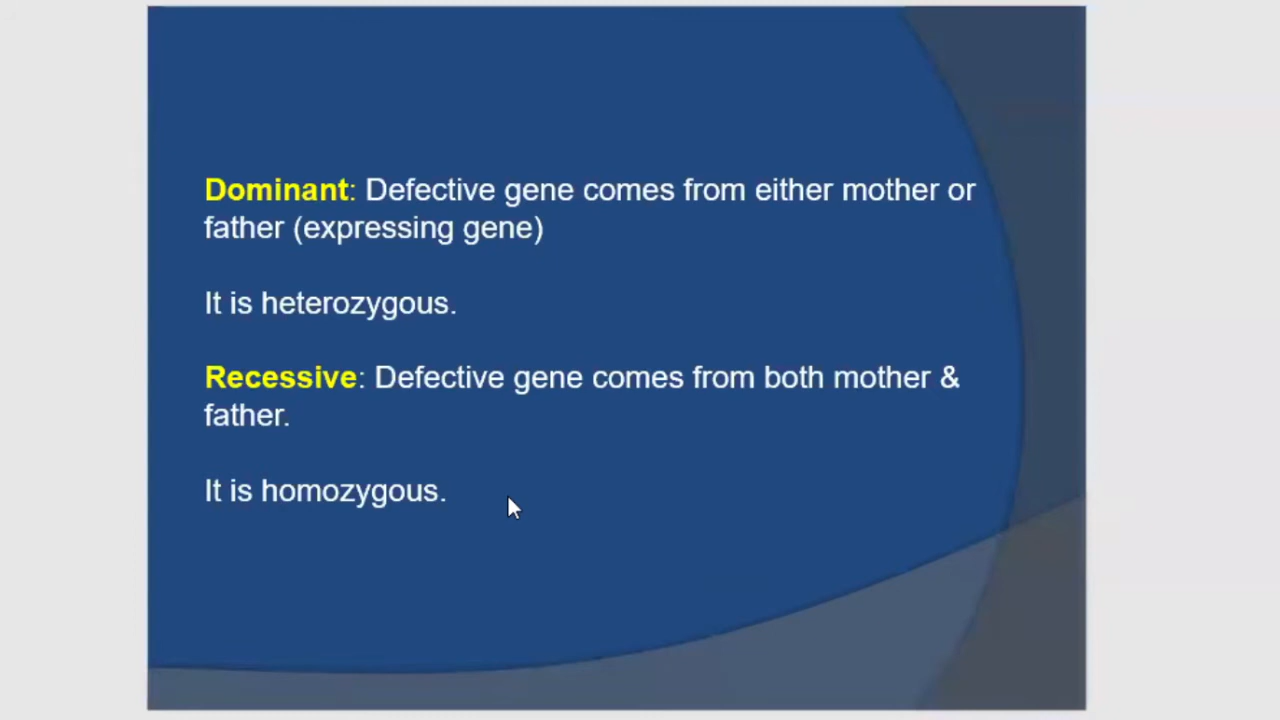 Dominant: Defective gene comes from either mother or
father (expressing gene)
It is heterozygous.
Recessive: Defective gene comes from both mother &
father.
It is homozygous.